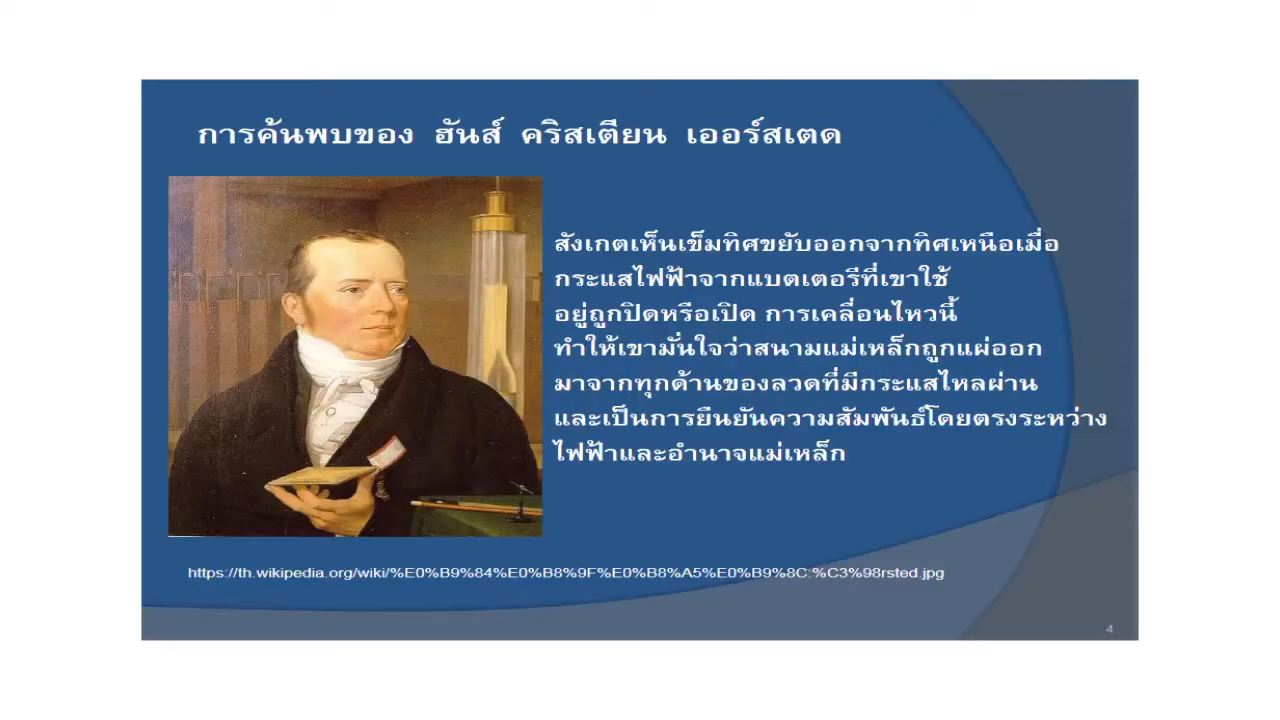 การค้นพบของ ฮันส์ คริสเตียน เออร์สเตด
สังเกตเห็นเข็มทิศขยับออกจากทิศเหนือเมื่อ
กระแสไฟฟ้าจากแบตเตอรีที่เขาใช้
อยู่ถูกปิดหรือเปิด การเคลื่อนไหวนี้
ทำให้เขามั่นใจว่าสนามแม่เหล็กถูกแผ่ออก
มาจากทุกด้านของลวดที่มีกระแสไหลผ่าน
และเป็นการยืนยันความสัมพันธ์โดยตรงระหว่าง
ไฟฟ้าและอำนาจแม่เหล็ก
https://th.wikipedia.org/wiki/%E0%B9%84%E0%B8%9F%E0%B8%A5%E0%B9%8C:%C3%98rsted.jpg
4